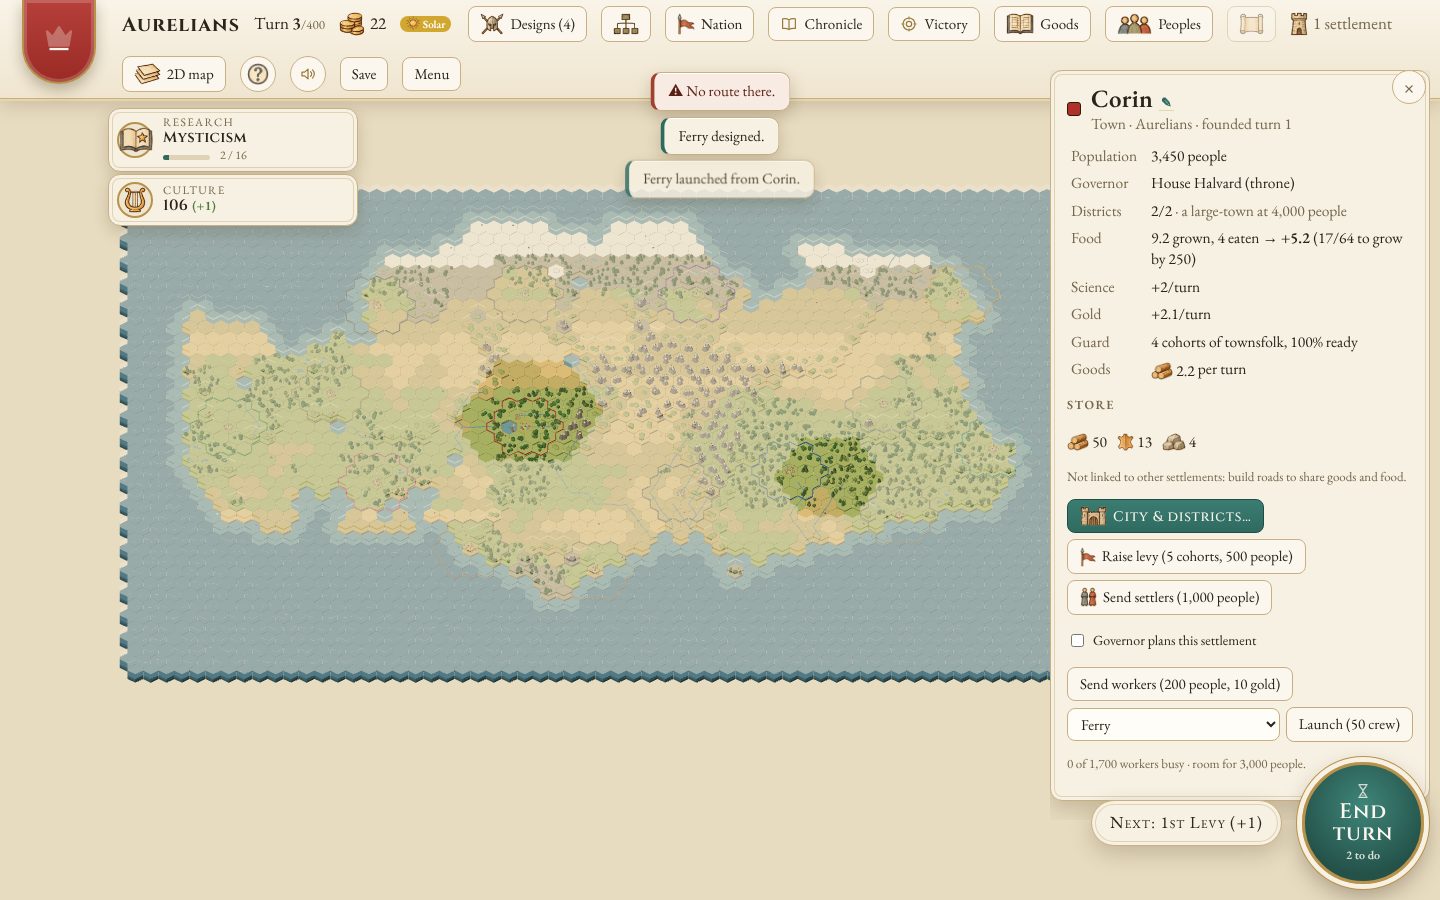 AURELIANS Turn 3/400 22 Solar Designs (4) Nation Chronicle Victory Goods Peoples 1 settlement
2D map ? Save Menu
RESEARCH
MYSTICISM
2 / 16
CULTURE
106 (+1)
No route there.
Ferry designed.
Ferry launched from Corin.
Corin
×
Town · Aurelians · founded turn 1
Population 3,450 people
Governor House Halvard (throne)
Districts 2/2 · a large-town at 4,000 people
Food 9.2 grown, 4 eaten → +5.2 (17/64 to grow
by 250)
Science +2/turn
Gold +2.1/turn
Guard 4 cohorts of townsfolk, 100% ready
Goods 2.2 per turn
STORE
50 13 4
Not linked to other settlements: build roads to share goods and food.
CITY & DISTRICTS...
Raise levy (5 cohorts, 500 people)
Send settlers (1,000 people)
Governor plans this settlement
Send workers (200 people, 10 gold)
Ferry Launch (50 crew)
0 of 1,700 workers busy · room for 3,000 people.
NEXT: 1ST LEVY (+1)
END
TURN
2 to do